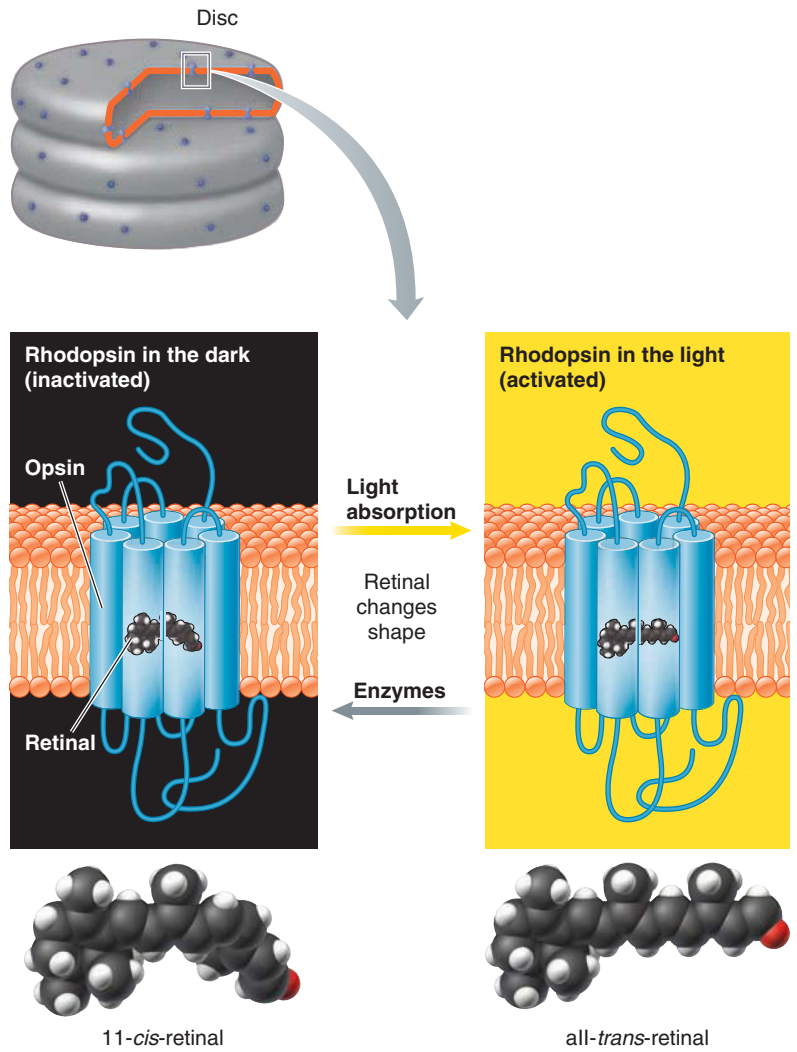 Disc
Rhodopsin in the dark
(inactivated)
Opsin
Retinal
Light
absorption
Retinal
changes
shape
Enzymes
Rhodopsin in the light
(activated)
11-cis-retinal
all-trans-retinal